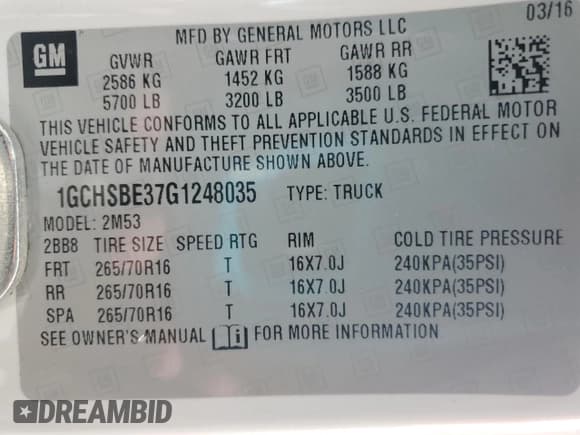 GM
MFD BY GENERAL MOTORS LLC 03/16
GVWR GAWR FRT GAWR RR
2586 KG 1452 KG 1588 KG
5700 LB 3200 LB 3500 LB
THIS VEHICLE CONFORMS TO ALL APPLICABLE U.S. FEDERAL MOTOR
VEHICLE SAFETY AND THEFT PREVENTION STANDARDS IN EFFECT ON
THE DATE OF MANUFACTURE SHOWN ABOVE.
1GCHSBE37G1248035 TYPE: TRUCK
MODEL: 2M53
2BB8 TIRE SIZE SPEED RTG RIM COLD TIRE PRESSURE
FRT 265/70R16 T 16X7.0J 240KPA(35PSI)
RR 265/70R16 T 16X7.0J 240KPA(35PSI)
SPA 265/70R16 T 16X7.0J 240KPA(35PSI)
SEE OWNER'S MANUAL i FOR MORE INFORMATION
DREAMBID